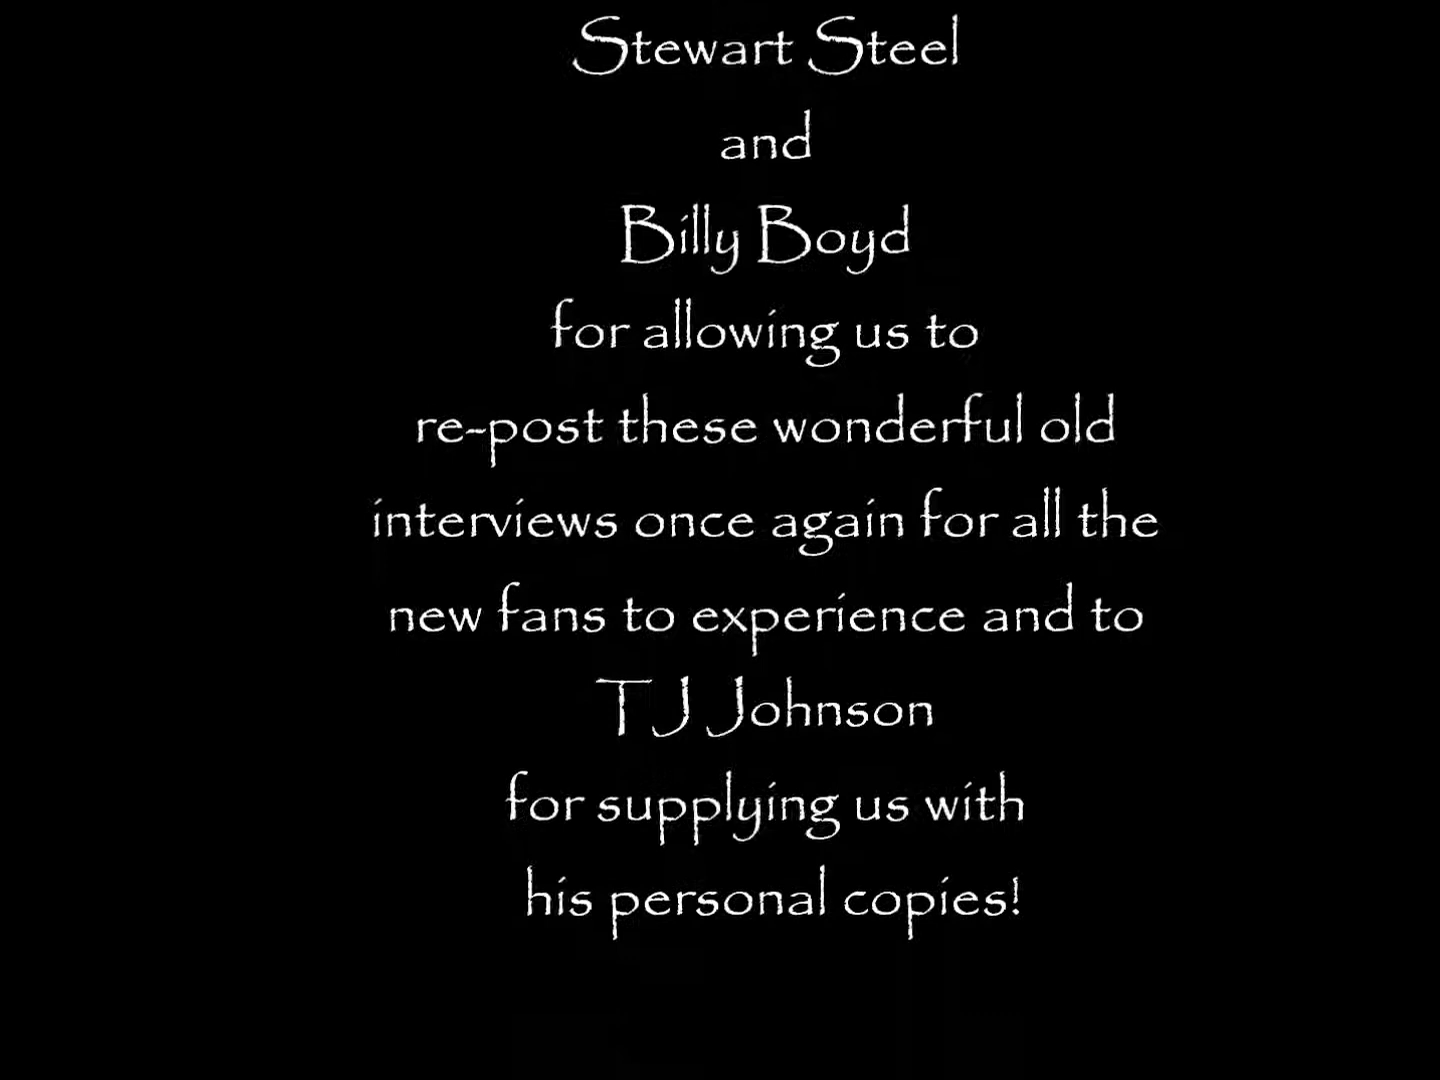 Stewart Steel
and
Billy Boyd
for allowing us to
re-post these wonderful old
interviews once again for all the
new fans to experience and to
TJ Johnson
for supplying us with
his personal copies!